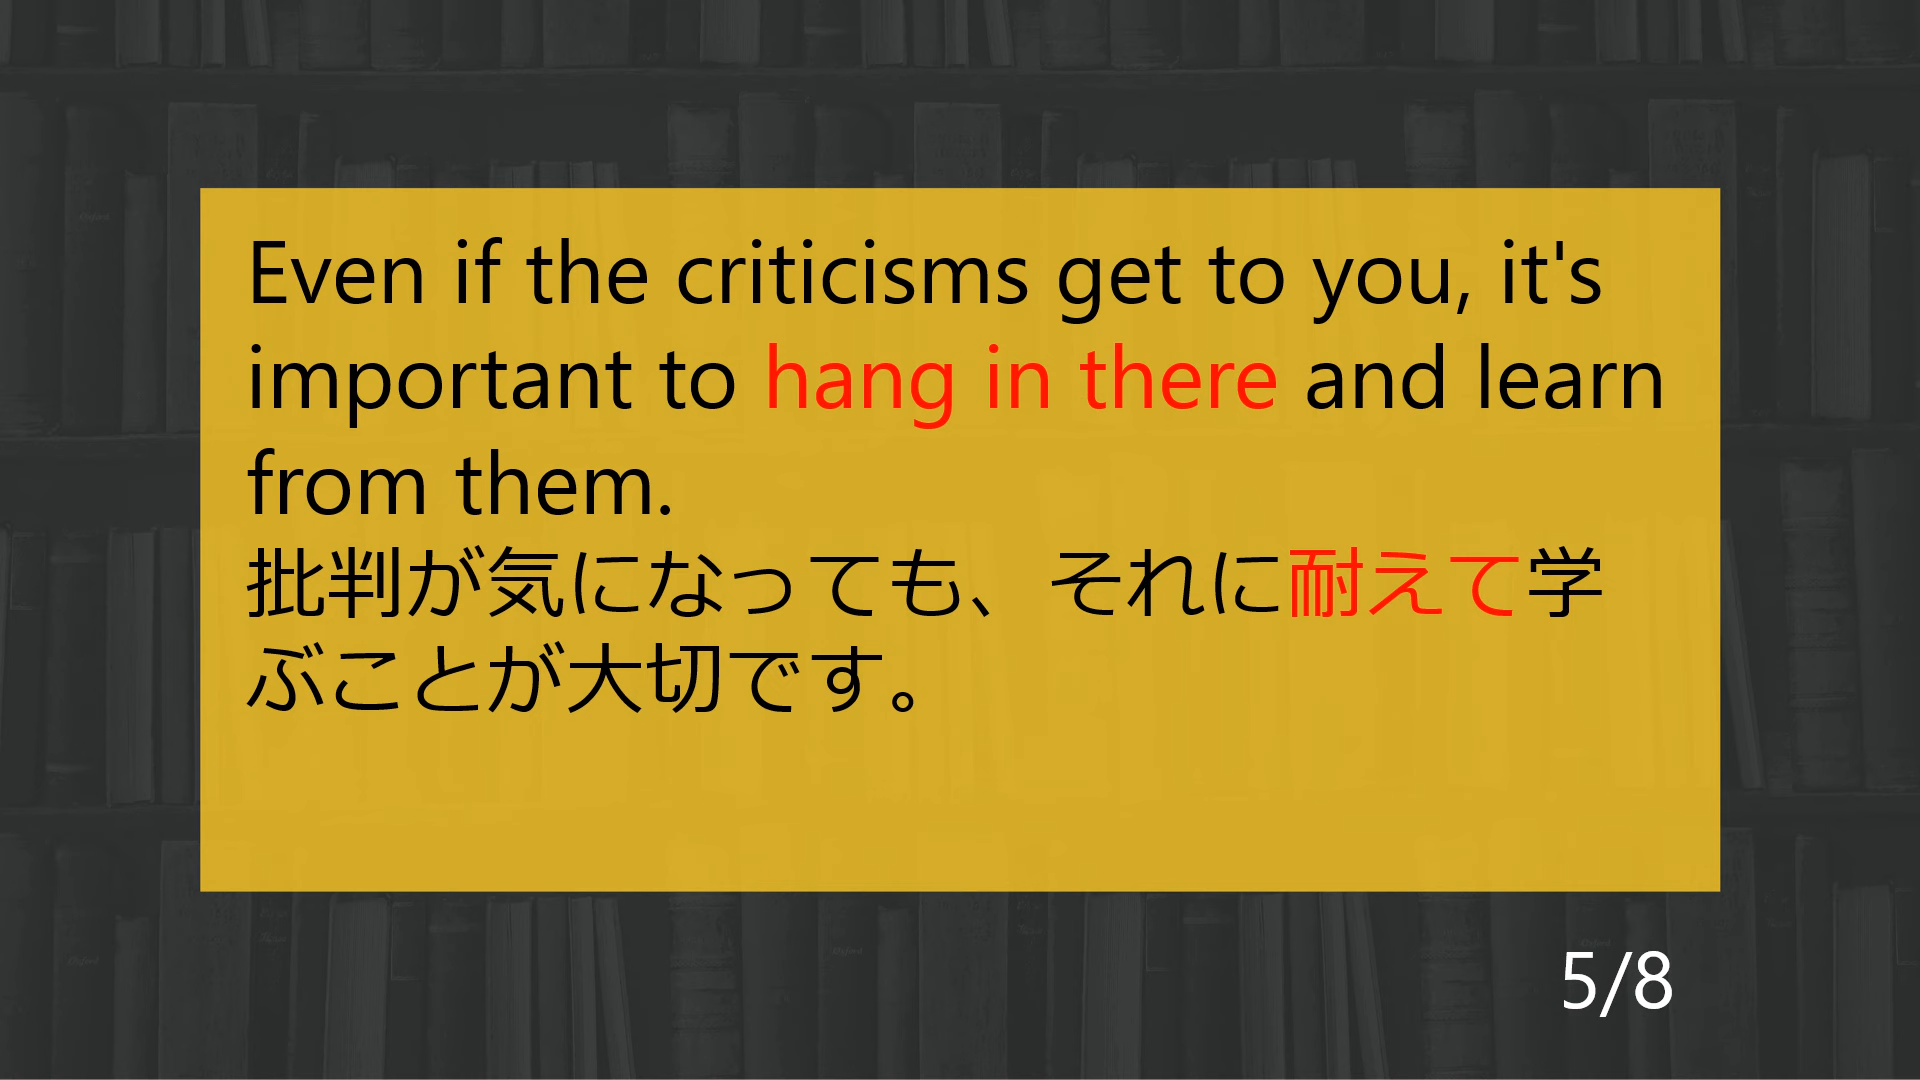 Even if the criticisms get to you, it's
important to hang in there and learn
from them.
批判が気になっても、それに耐えて学
ぶことが大切です。
5/8